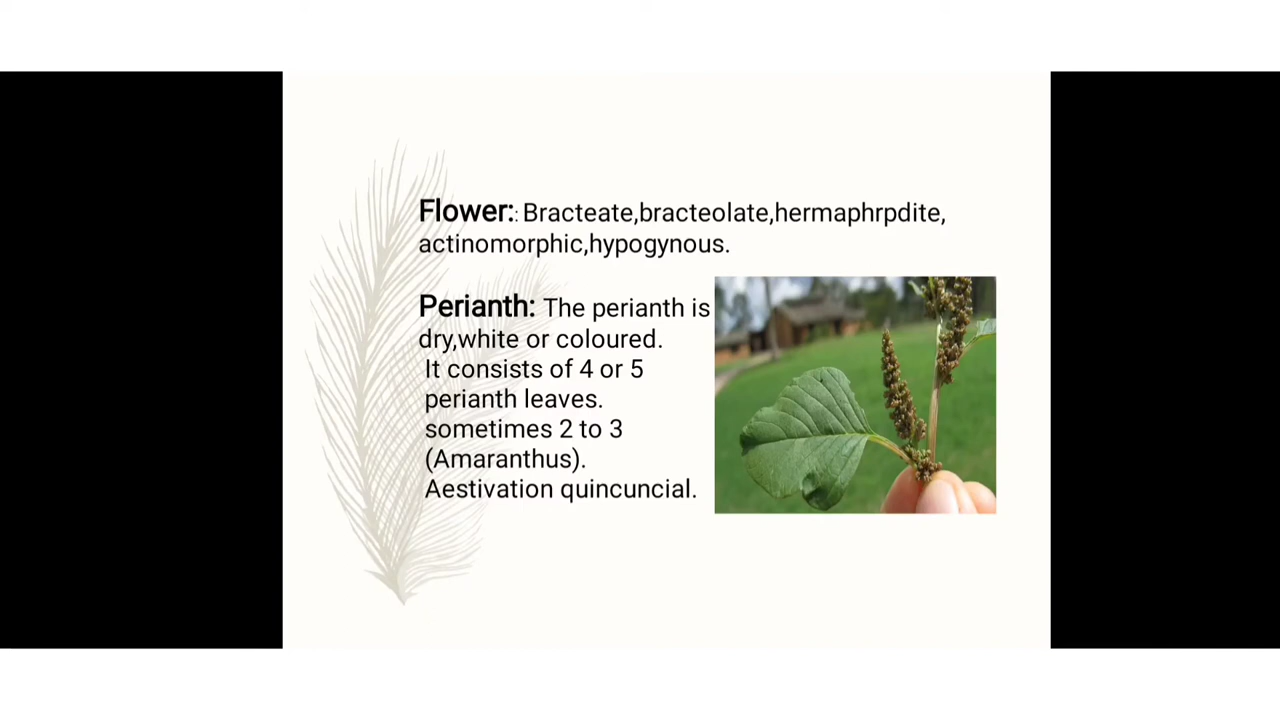 Flower:: Bracteate,bracteolate,hermaphrpdite,
actinomorphic,hypogynous.
Perianth: The perianth is
dry,white or coloured.
It consists of 4 or 5
perianth leaves.
sometimes 2 to 3
(Amaranthus).
Aestivation quincuncial.